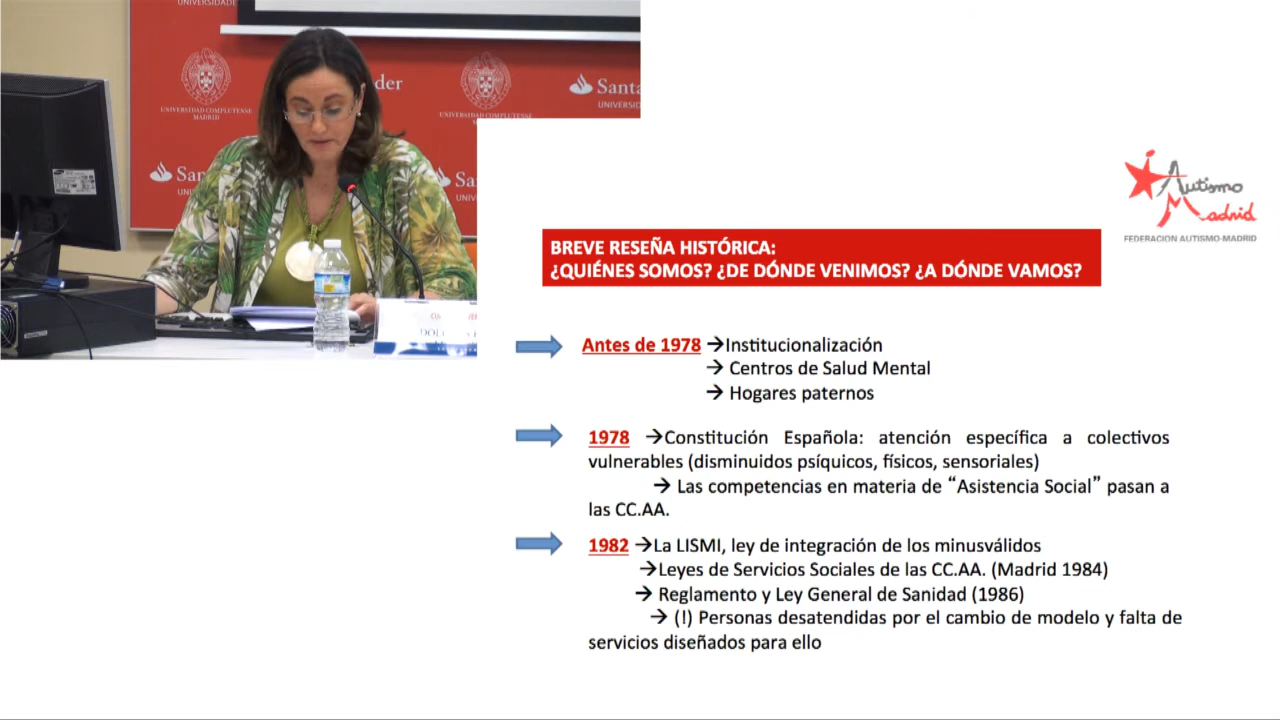 UNIVERSIDADE
UNIVERSIDAD COMPLUTENSE
MADRID
UNIVERSIDAD COMPLUTENSE
Autismo
Madrid
FEDERACION AUTISMO-MADRID
BREVE RESEÑA HISTÓRICA:
¿QUIÉNES SOMOS? ¿DE DÓNDE VENIMOS? ¿A DÓNDE VAMOS?
Antes de 1978 →Institucionalización
→ Centros de Salud Mental
→ Hogares paternos
1978 →Constitución Española: atención específica a colectivos
vulnerables (disminuidos psíquicos, físicos, sensoriales)
→ Las competencias en materia de “Asistencia Social” pasan a
las CC.AA.
1982 →La LISMI, ley de integración de los minusválidos
→Leyes de Servicios Sociales de las CC.AA. (Madrid 1984)
→ Reglamento y Ley General de Sanidad (1986)
→ (!) Personas desatendidas por el cambio de modelo y falta de
servicios diseñados para ello